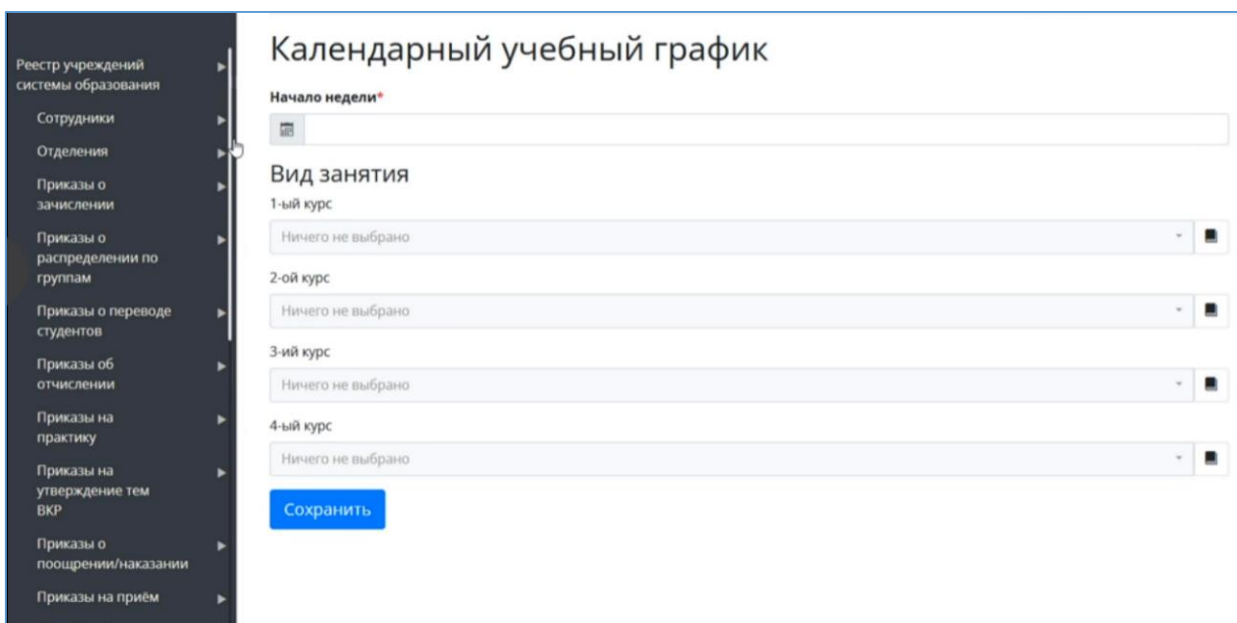 Реестр учреждений
системы образования
Сотрудники
Отделения
Приказы о
зачислении
Приказы о
распределении по
группам
Приказы о переводе
студентов
Приказы об
отчислении
Приказы на
практику
Приказы на
утверждение тем
ВКР
Приказы о
поощрении/наказании
Приказы на приём
Календарный учебный график
Начало недели*
Вид занятия
1-ый курс
Ничего не выбрано
2-ой курс
Ничего не выбрано
3-ий курс
Ничего не выбрано
4-ый курс
Ничего не выбрано
Сохранить